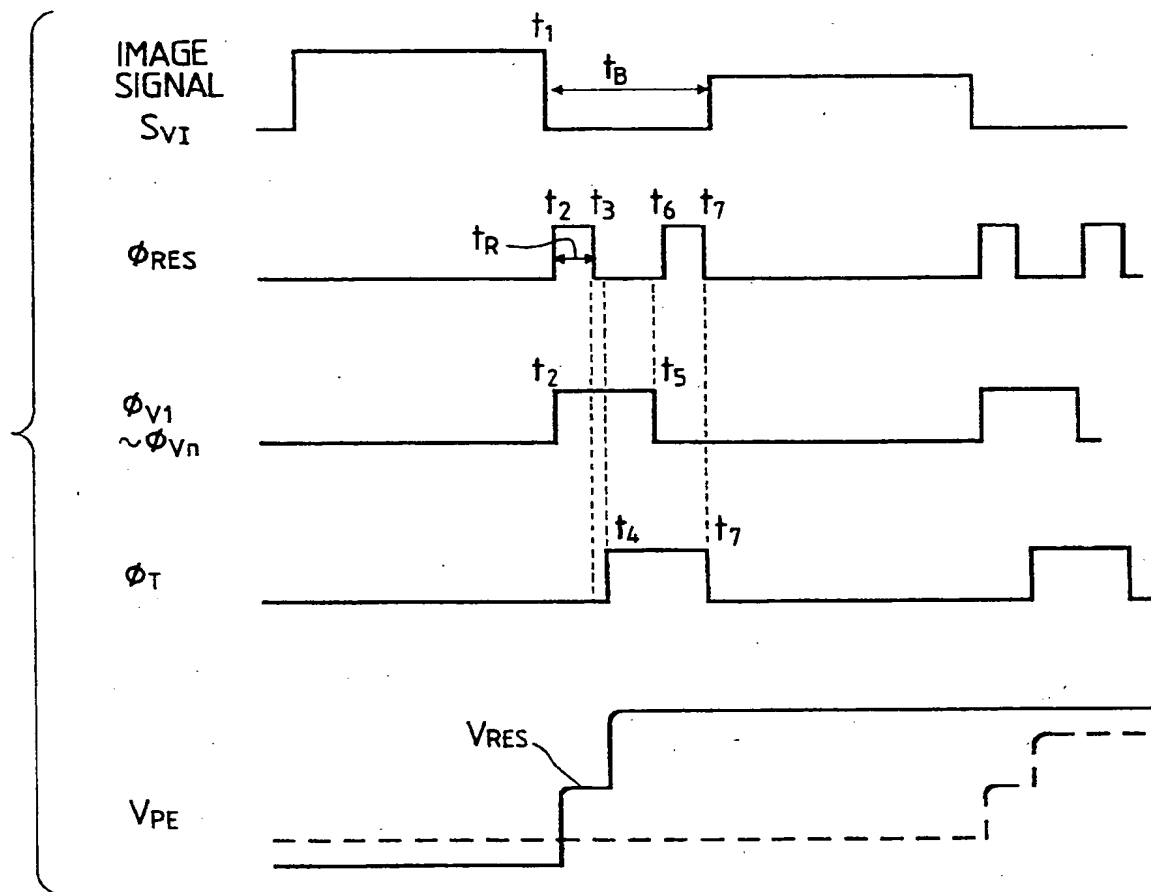 t1
IMAGE
SIGNAL
SVI
tB
t2 t3 t6 t7
tR
ϕRES
t2 t5
ϕV1
~ϕVn
t4 t7
ϕT
VRES
VPE